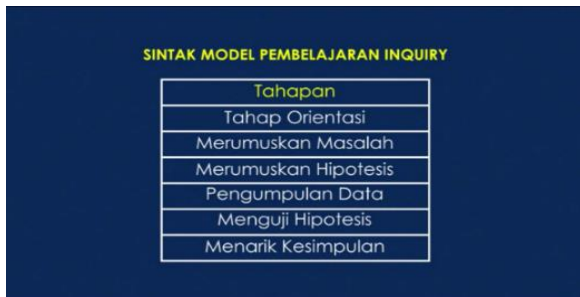 SINTAK MODEL PEMBELAJARAN INQUIRY
Tahapan
Tahap Orientasi
Merumuskan Masalah
Merumuskan Hipotesis
Pengumpulan Data
Menguji Hipotesis
Menarik Kesimpulan